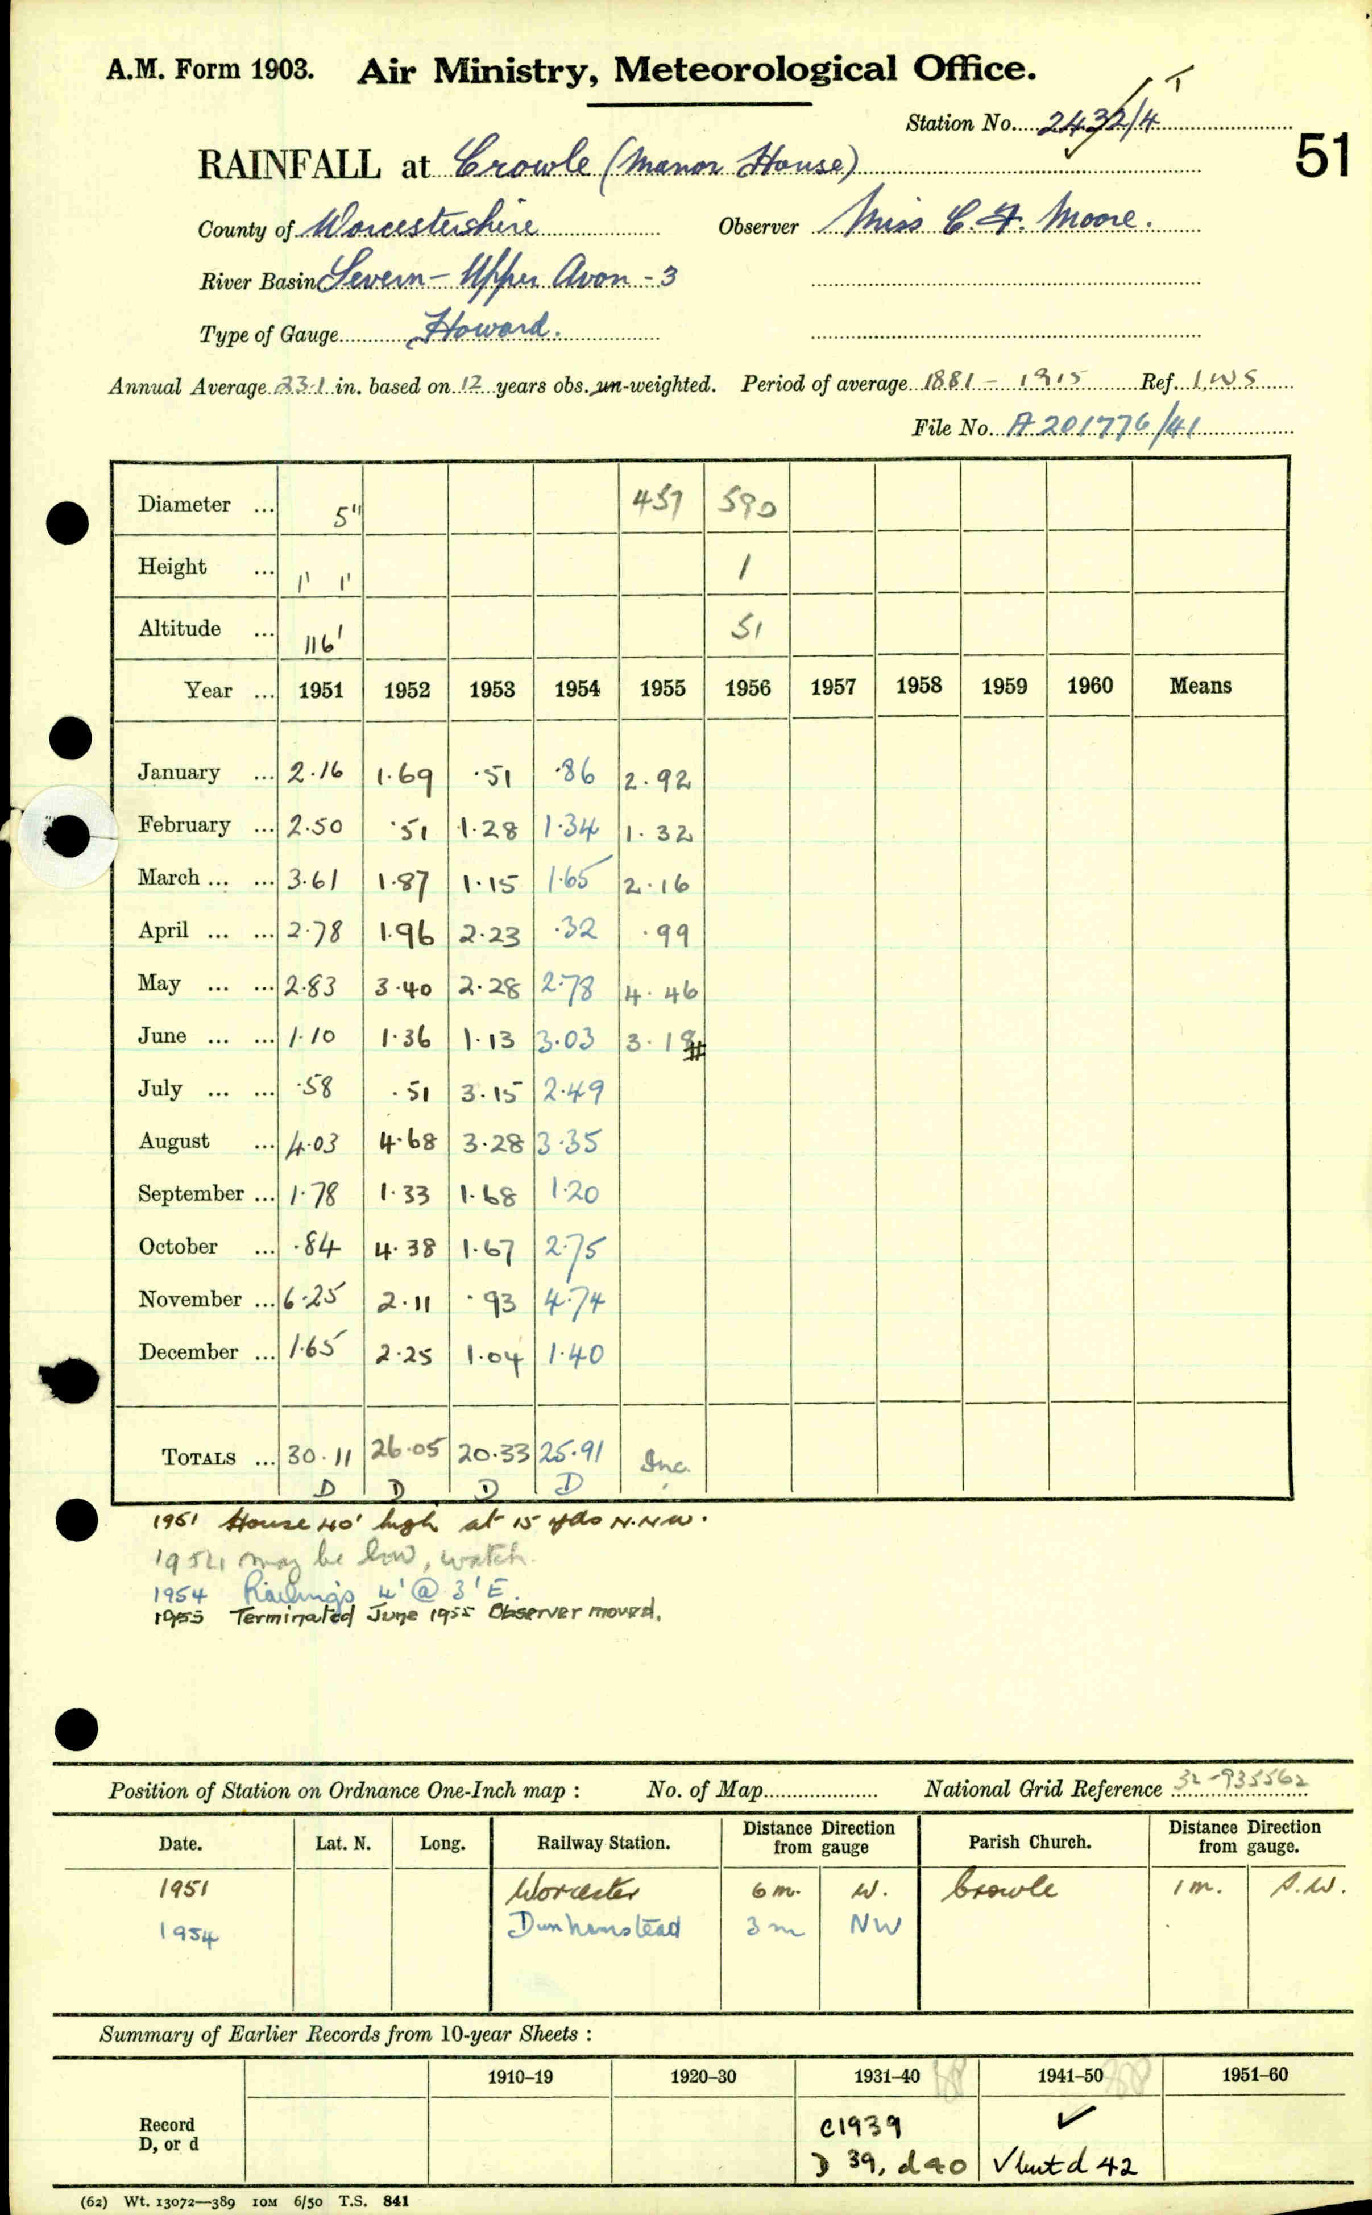 A.M. Form 1903. Air Ministry, Meteorological Office.
Station No. 2432/4
51
RAINFALL at Crowle (Manor House)
County of Worcestershire Observer Miss C. F. Moore.
River Basin Severn - Upper Avon - 3
Type of Gauge Howard.
Annual Average 23.1 in. based on 12 years obs. un-weighted. Period of average 1881 - 1915 Ref. I.W.S
File No. A 201776/41
Diameter ... 5" 457 590
Height ... 1' 1' 1
Altitude ... 116' 51
Year ... 1951 1952 1953 1954 1955 1956 1957 1958 1959 1960 Means
January ... 2.16 1.69 .51 .86 2.92
February ... 2.50 .51 1.28 1.34 1.32
March ... ... 3.61 1.87 1.15 1.65 2.16
April ... ... 2.78 1.96 2.23 .32 .99
May ... ... 2.83 3.40 2.28 2.78 4.46
June ... ... 1.10 1.36 1.13 3.03 3.18 #
July ... ... .58 .51 3.15 2.49
August ... 4.03 4.68 3.28 3.35
September ... 1.78 1.33 1.68 1.20
October ... .84 4.38 1.67 2.75
November ... 6.25 2.11 .93 4.74
December ... 1.65 2.25 1.04 1.40
TOTALS ... 30.11 26.05 20.33 25.91 Inc.
D D D D
1951 House 40' high at 15 yds N.N.W.
1954 may be low, watch.
1954 Railings 4' @ 3' E.
1955 Terminated June 1955 Observer moved.
Position of Station on Ordnance One-Inch map : No. of Map National Grid Reference 32-935562
Date. Lat. N. Long. Railway Station. Distance Direction from gauge Parish Church. Distance Direction from gauge.
1951 Worcester 6 m. W. Crowle 1 m. S.W.
1954 Dunhamstead 3 m NW
Summary of Earlier Records from 10-year Sheets :
1910–19 1920–30 1931–40 1941–50 1951–60
Record C1939 ✓
D, or d D 39, d 40 V but d 42
(62) Wt. 13072—389 10M 6/50 T.S. 841